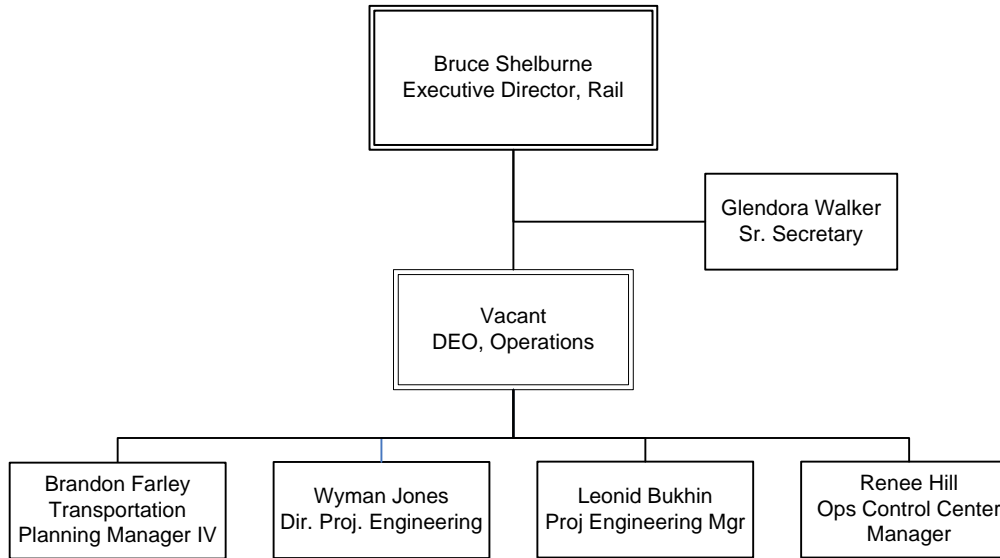 Bruce Shelburne
Executive Director, Rail
Glendora Walker
Sr. Secretary
Vacant
DEO, Operations
Brandon Farley
Transportation
Planning Manager IV
Wyman Jones
Dir. Proj. Engineering
Leonid Bukhin
Proj Engineering Mgr
Renee Hill
Ops Control Center
Manager